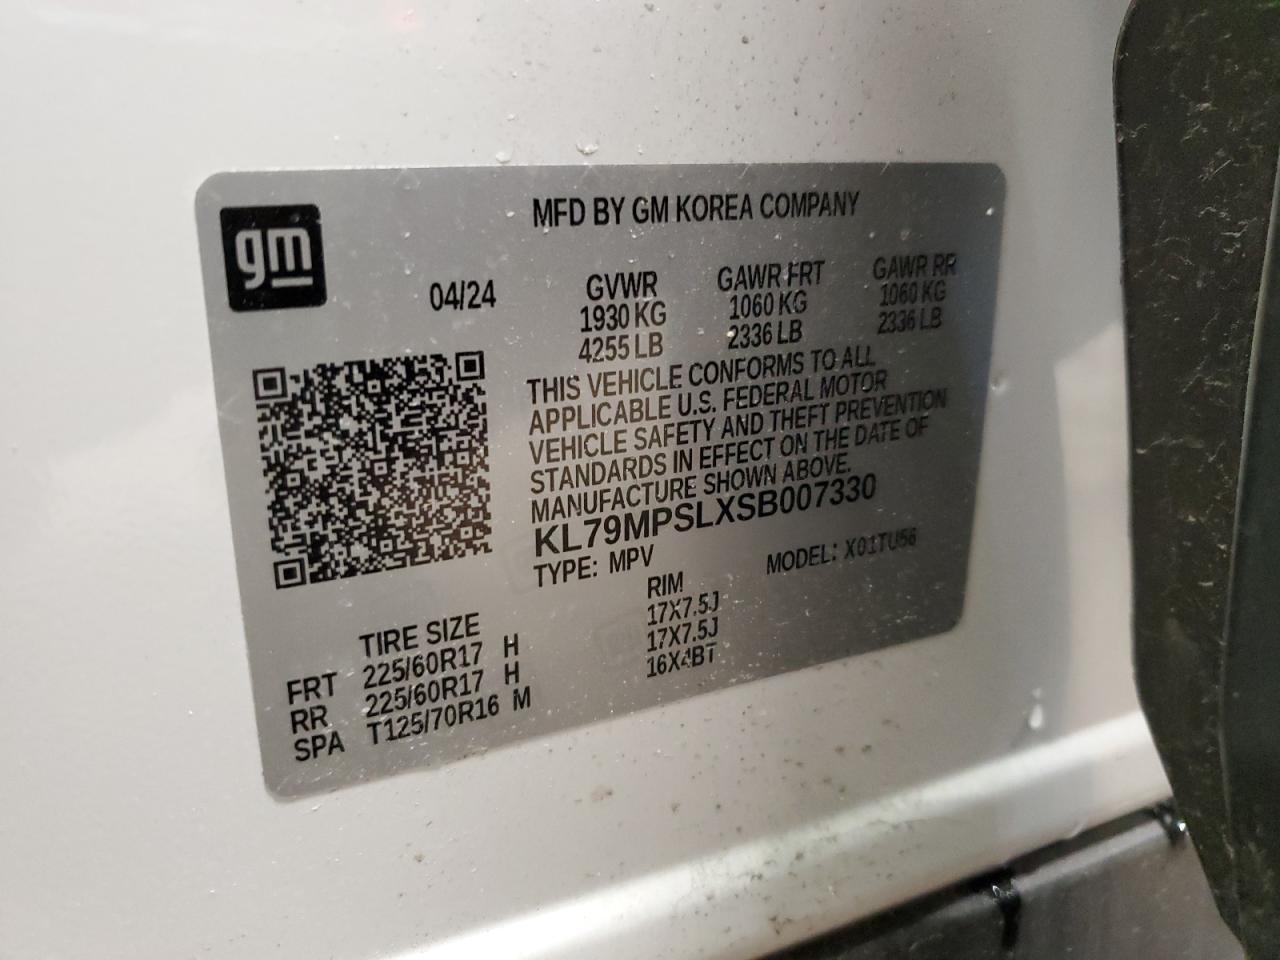 MFD BY GM KOREA COMPANY
gm
04/24
GVWR GAWR FRT GAWR RR
1930 KG 1060 KG 1060 KG
4255 LB 2336 LB 2336 LB
THIS VEHICLE CONFORMS TO ALL
APPLICABLE U.S. FEDERAL MOTOR
VEHICLE SAFETY AND THEFT PREVENTION
STANDARDS IN EFFECT ON THE DATE OF
MANUFACTURE SHOWN ABOVE.
KL79MPSLXSB007330
TYPE: MPV MODEL: X01TU56
TIRE SIZE RIM
FRT 225/60R17 H 17X7.5J
RR 225/60R17 H 17X7.5J
SPA T125/70R16 M 16X4BT